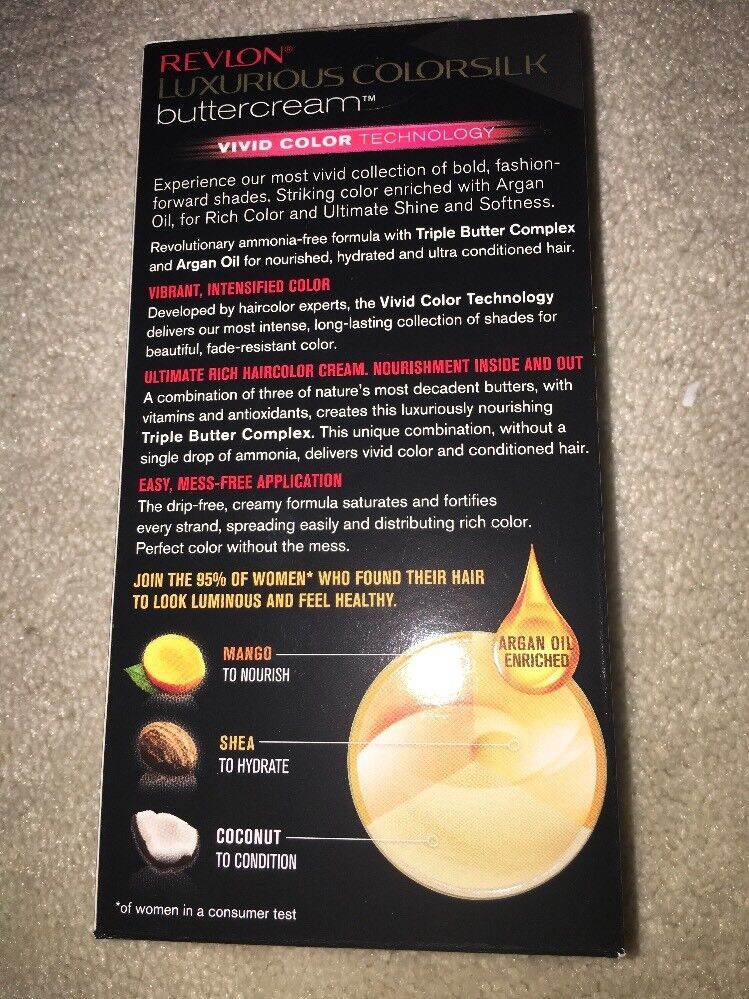 REVLON®
LUXURIOUS COLORSILK
buttercream™
VIVID COLOR TECHNOLOGY
Experience our most vivid collection of bold, fashion-
forward shades. Striking color enriched with Argan
Oil, for Rich Color and Ultimate Shine and Softness.
Revolutionary ammonia-free formula with Triple Butter Complex
and Argan Oil for nourished, hydrated and ultra conditioned hair.
VIBRANT, INTENSIFIED COLOR
Developed by haircolor experts, the Vivid Color Technology
delivers our most intense, long-lasting collection of shades for
beautiful, fade-resistant color.
ULTIMATE RICH HAIRCOLOR CREAM. NOURISHMENT INSIDE AND OUT
A combination of three of nature's most decadent butters, with
vitamins and antioxidants, creates this luxuriously nourishing
Triple Butter Complex. This unique combination, without a
single drop of ammonia, delivers vivid color and conditioned hair.
EASY, MESS-FREE APPLICATION
The drip-free, creamy formula saturates and fortifies
every strand, spreading easily and distributing rich color.
Perfect color without the mess.
JOIN THE 95% OF WOMEN* WHO FOUND THEIR HAIR
TO LOOK LUMINOUS AND FEEL HEALTHY.
ARGAN OIL
ENRICHED
MANGO
TO NOURISH
SHEA
TO HYDRATE
COCONUT
TO CONDITION
*of women in a consumer test